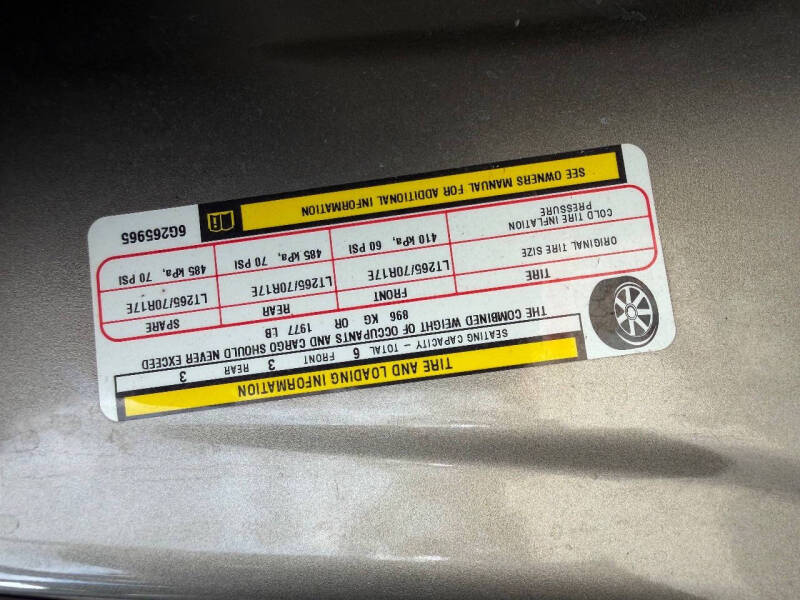 TIRE AND LOADING INFORMATION
SEATING CAPACITY - TOTAL 6 FRONT 3 REAR 3
THE COMBINED WEIGHT OF OCCUPANTS AND CARGO SHOULD NEVER EXCEED
896 KG OR 1977 LB
TIRE FRONT REAR SPARE
ORIGINAL TIRE SIZE LT265/70R17E LT265/70R17E LT265/70R17E
COLD TIRE INFLATION PRESSURE 410 kPa, 60 PSI 485 kPa, 70 PSI 485 kPa, 70 PSI
SEE OWNERS MANUAL FOR ADDITIONAL INFORMATION
6G265965